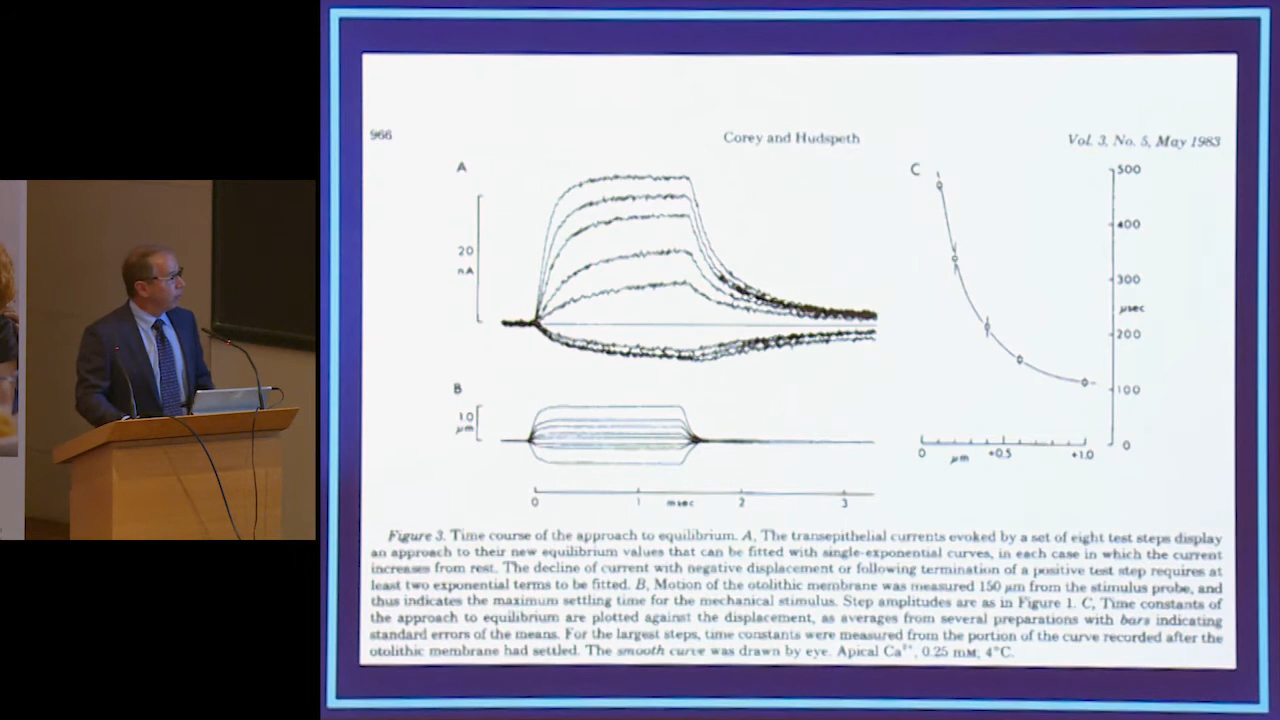 966 Corey and Hudspeth Vol. 3, No. 5, May 1983
A
C
20
nA
500
400
300
μsec
200
100
0
B
1.0
μm
0 μm +0.5 +1.0
0 1 msec 2 3
Figure 3. Time course of the approach to equilibrium. A, The transepithelial currents evoked by a set of eight test steps display
an approach to their new equilibrium values that can be fitted with single-exponential curves, in each case in which the current
increases from rest. The decline of current with negative displacement or following termination of a positive test step requires at
least two exponential terms to be fitted. B, Motion of the otolithic membrane was measured 150 μm from the stimulus probe, and
thus indicates the maximum settling time for the mechanical stimulus. Step amplitudes are as in Figure 1. C, Time constants of
the approach to equilibrium are plotted against the displacement, as averages from several preparations with bars indicating
standard errors of the means. For the largest steps, time constants were measured from the portion of the curve recorded after the
otolithic membrane had settled. The smooth curve was drawn by eye. Apical Ca²⁺, 0.25 mM; 4°C.